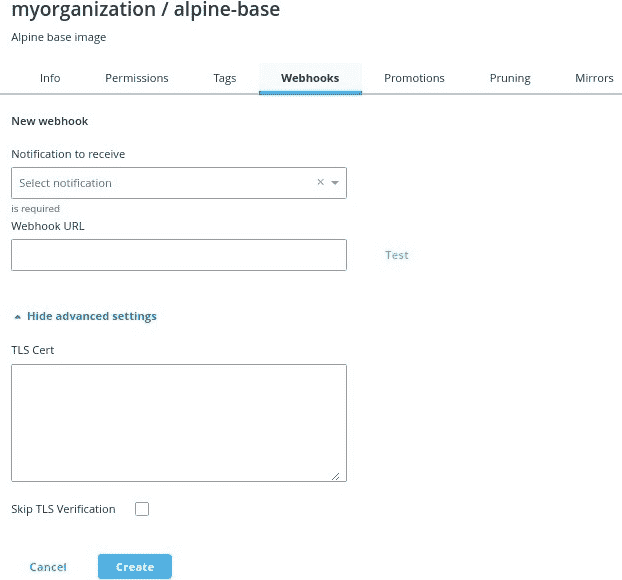 myorganization / alpine-base
Alpine base image
Info Permissions Tags Webhooks Promotions Pruning Mirrors
New webhook
Notification to receive
Select notification ×
is required
Webhook URL
Test
Hide advanced settings
TLS Cert
Skip TLS Verification
Cancel Create